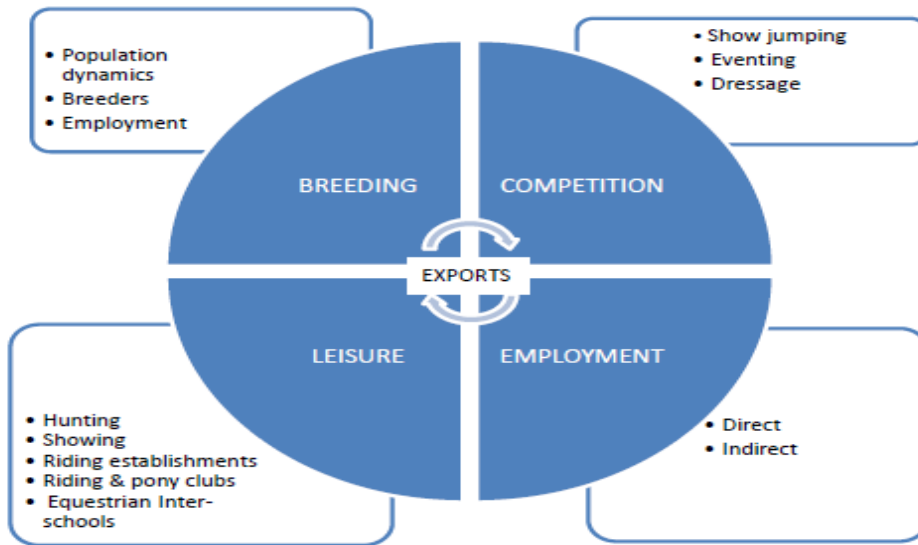 • Population
dynamics
• Breeders
• Employment
• Show jumping
• Eventing
• Dressage
BREEDING
COMPETITION
EXPORTS
LEISURE
EMPLOYMENT
• Hunting
• Showing
• Riding establishments
• Riding & pony clubs
• Equestrian Inter-
schools
• Direct
• Indirect